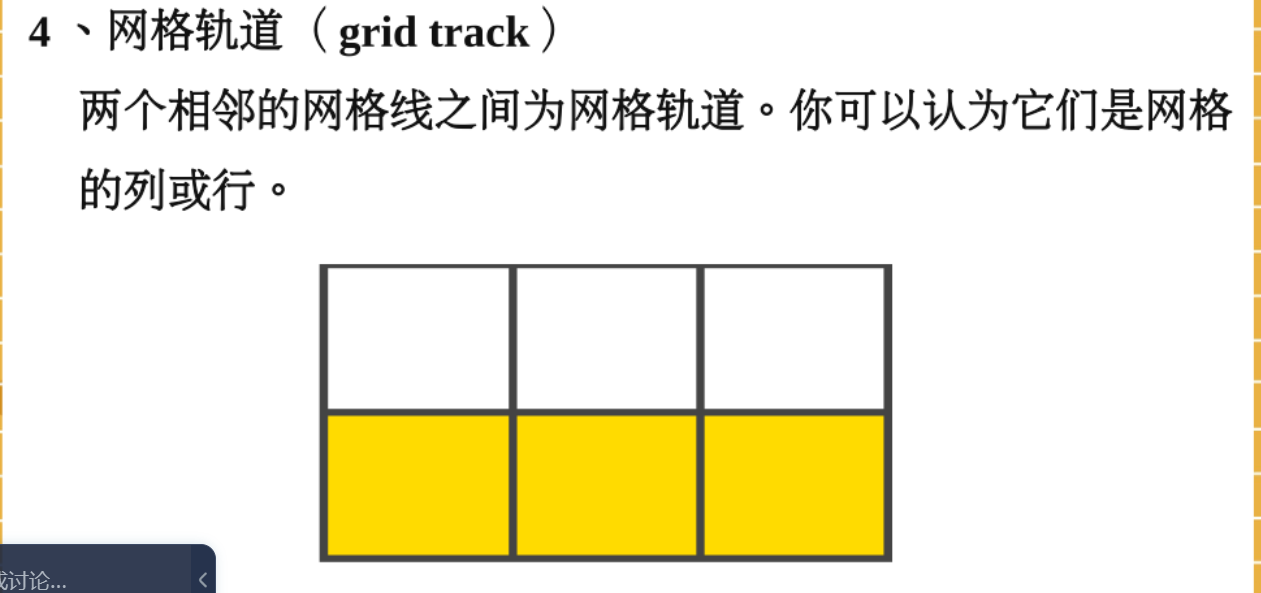 4、网格轨道（grid track）
两个相邻的网格线之间为网格轨道。你可以认为它们是网格
的列或行。
讨论...